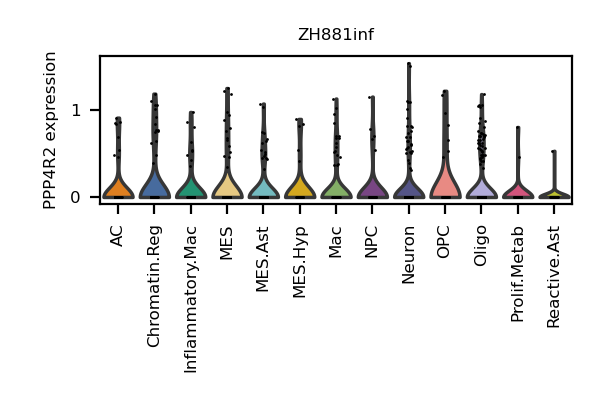 ZH881inf
PPP4R2 expression
1
0
AC
Chromatin.Reg
Inflammatory.Mac
MES
MES.Ast
MES.Hyp
Mac
NPC
Neuron
OPC
Oligo
Prolif.Metab
Reactive.Ast